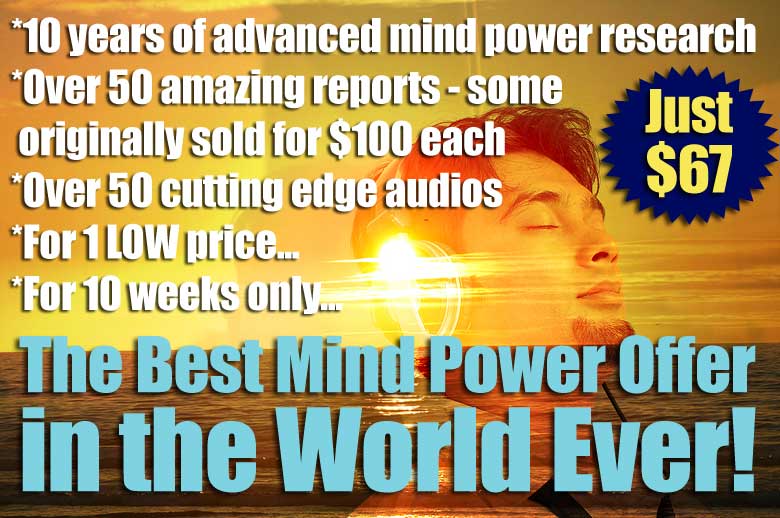 *10 years of advanced mind power research
*Over 50 amazing reports - some
originally sold for $100 each
*Over 50 cutting edge audios
*For 1 LOW price...
*For 10 weeks only...
Just
$67
The Best Mind Power Offer
in the World Ever!